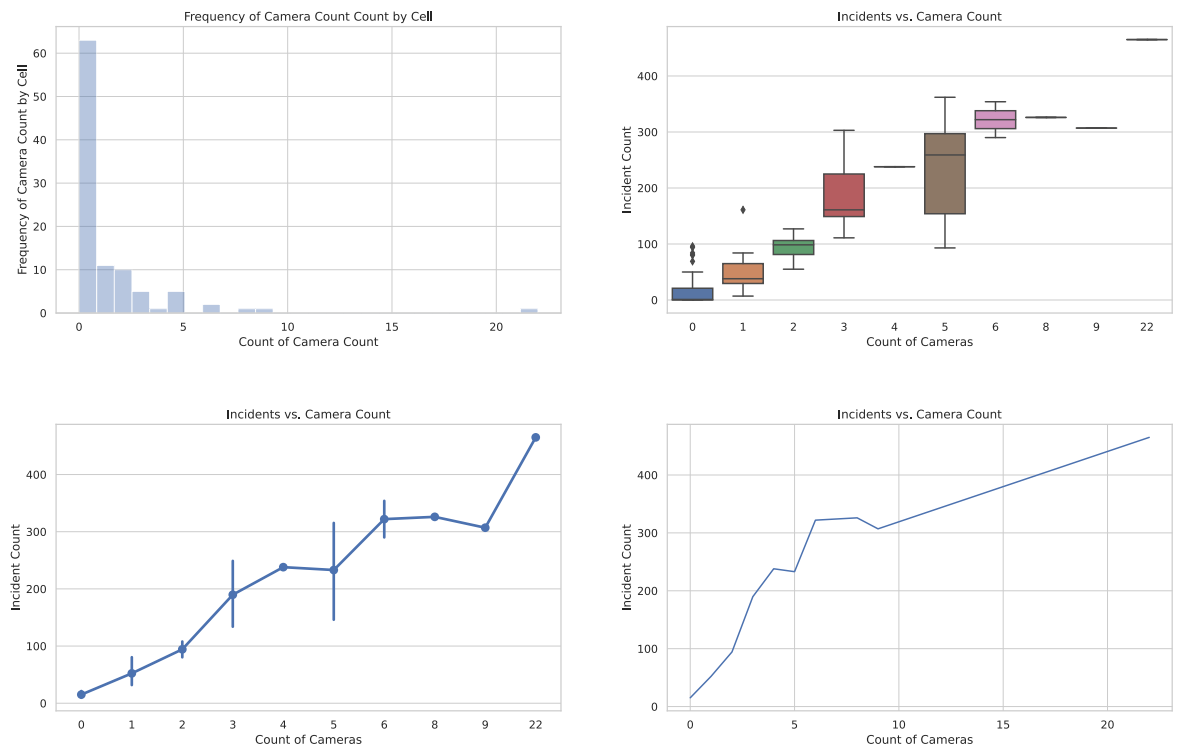 Frequency of Camera Count Count by Cell
Frequency of Camera Count by Cell
60
50
40
30
20
10
0
0 5 10 15 20
Count of Camera Count
Incidents vs. Camera Count
Incident Count
400
300
200
100
0
0 1 2 3 4 5 6 8 9 22
Count of Cameras
Incidents vs. Camera Count
Incident Count
400
300
200
100
0
0 1 2 3 4 5 6 8 9 22
Count of Cameras
Incidents vs. Camera Count
Incident Count
400
300
200
100
0
0 5 10 15 20
Count of Cameras